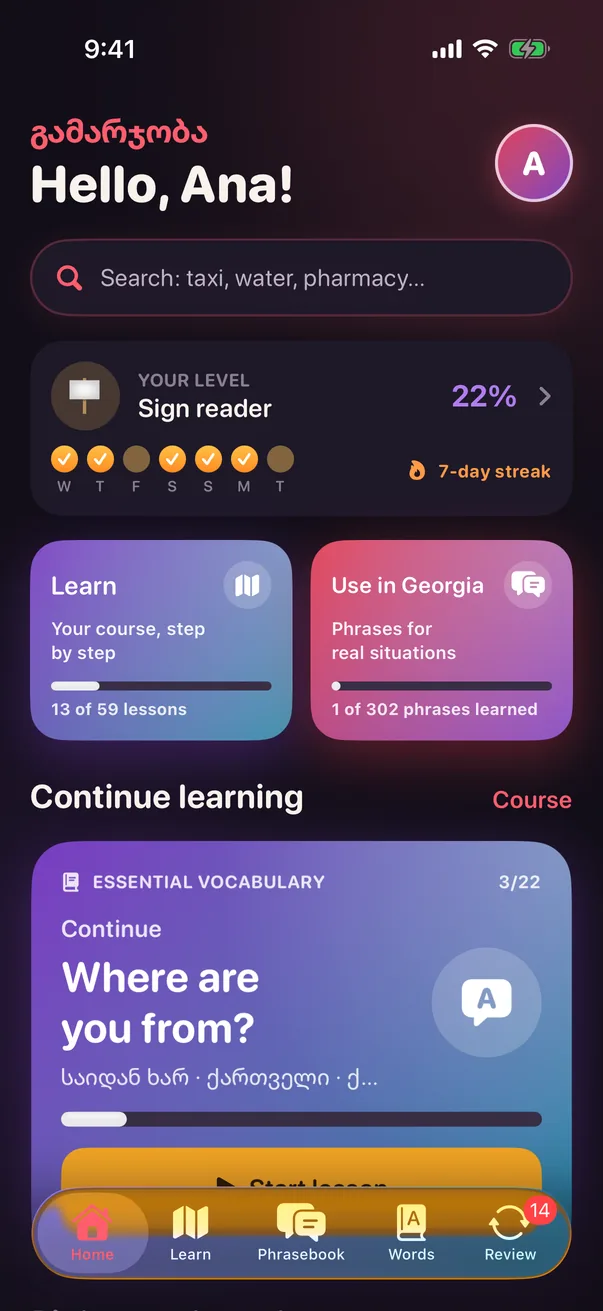 9:41
გამარჯობა
Hello, Ana!
A
Search: taxi, water, pharmacy...
YOUR LEVEL
Sign reader
22%
W T F S S M T
7-day streak
Learn
Your course, step
by step
13 of 59 lessons
Use in Georgia
Phrases for
real situations
1 of 302 phrases learned
Continue learning
Course
ESSENTIAL VOCABULARY
3/22
Continue
Where are
you from?
A
საიდან ხარ · ქართველი · ქ...
Start lesson
Home
Learn
Phrasebook
A
Words
Review
14